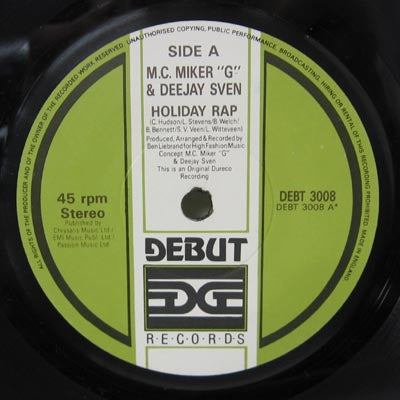 ALL RIGHTS OF THE PRODUCER AND OF THE OWNER OF THE RECORDED WORK RESERVED. UNAUTHORISED COPYING, PUBLIC PERFORMANCE, BROADCASTING, HIRING OR RENTAL OF THIS RECORDING PROHIBITED. MADE IN ENGLAND.
SIDE A
M.C. MIKER "G"
& DEEJAY SVEN
HOLIDAY RAP
(C. Hudson/L. Stevens/B. Welch/
B. Bennett/S.V. Veen/L. Witteveen)
Produced, Arranged & Recorded by
Ben Liebrand for High Fashion Music
Concept M.C. Miker "G"
& Deejay Sven
This is an Original Dureco
Recording
45 rpm
Stereo
Published by
Chrysalis Music Ltd/
EMI Music Publ. Ltd/
Passion Music Ltd
DEBT 3008
DEBT 3008 A*
DEBUT
R·E·C·O·R·D·S